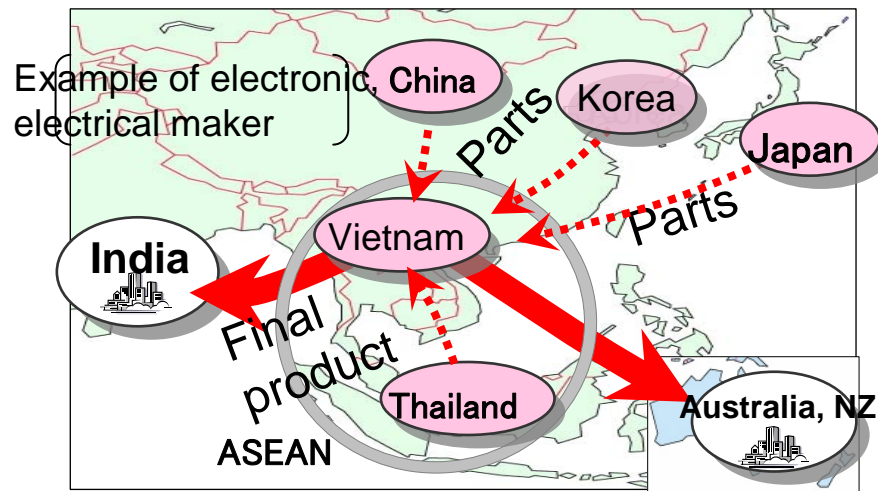 Example of electronic,
electrical maker
China
Korea
Japan
Parts
Parts
Vietnam
India
Final
product
Thailand
Australia, NZ
ASEAN